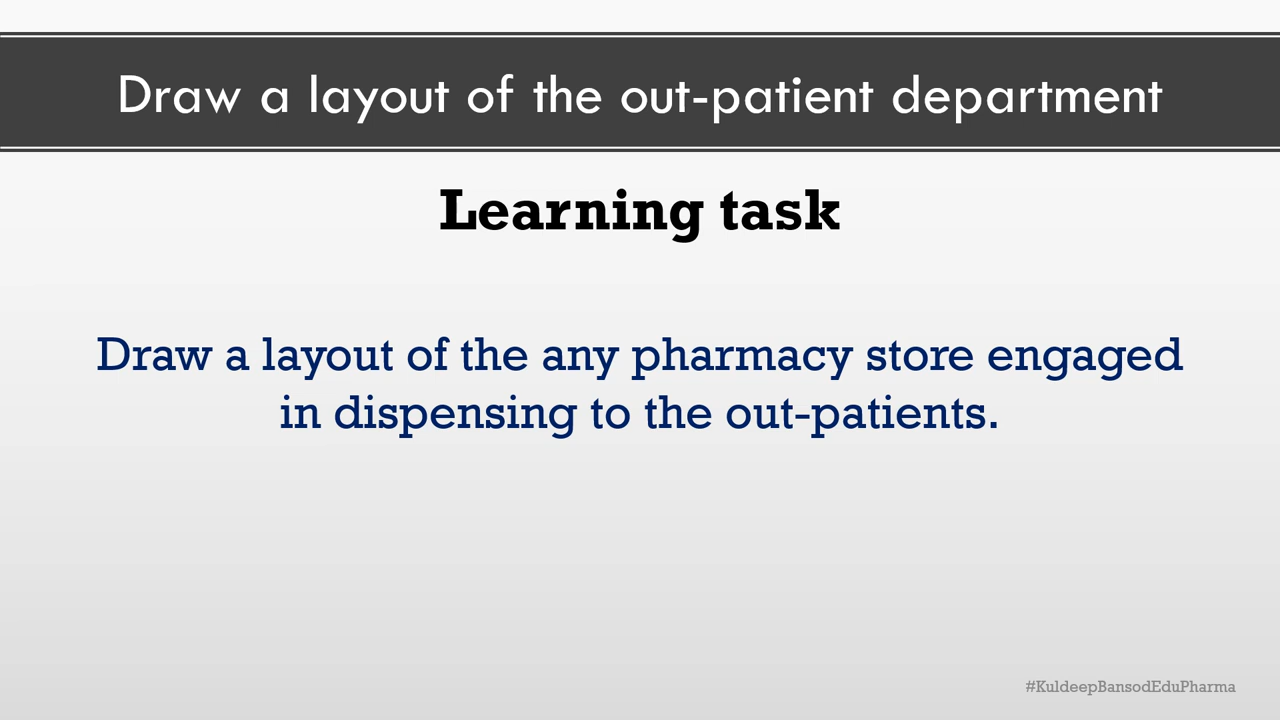 Draw a layout of the out-patient department
Learning task
Draw a layout of the any pharmacy store engaged
in dispensing to the out-patients.
#KuldeepBansodEduPharma